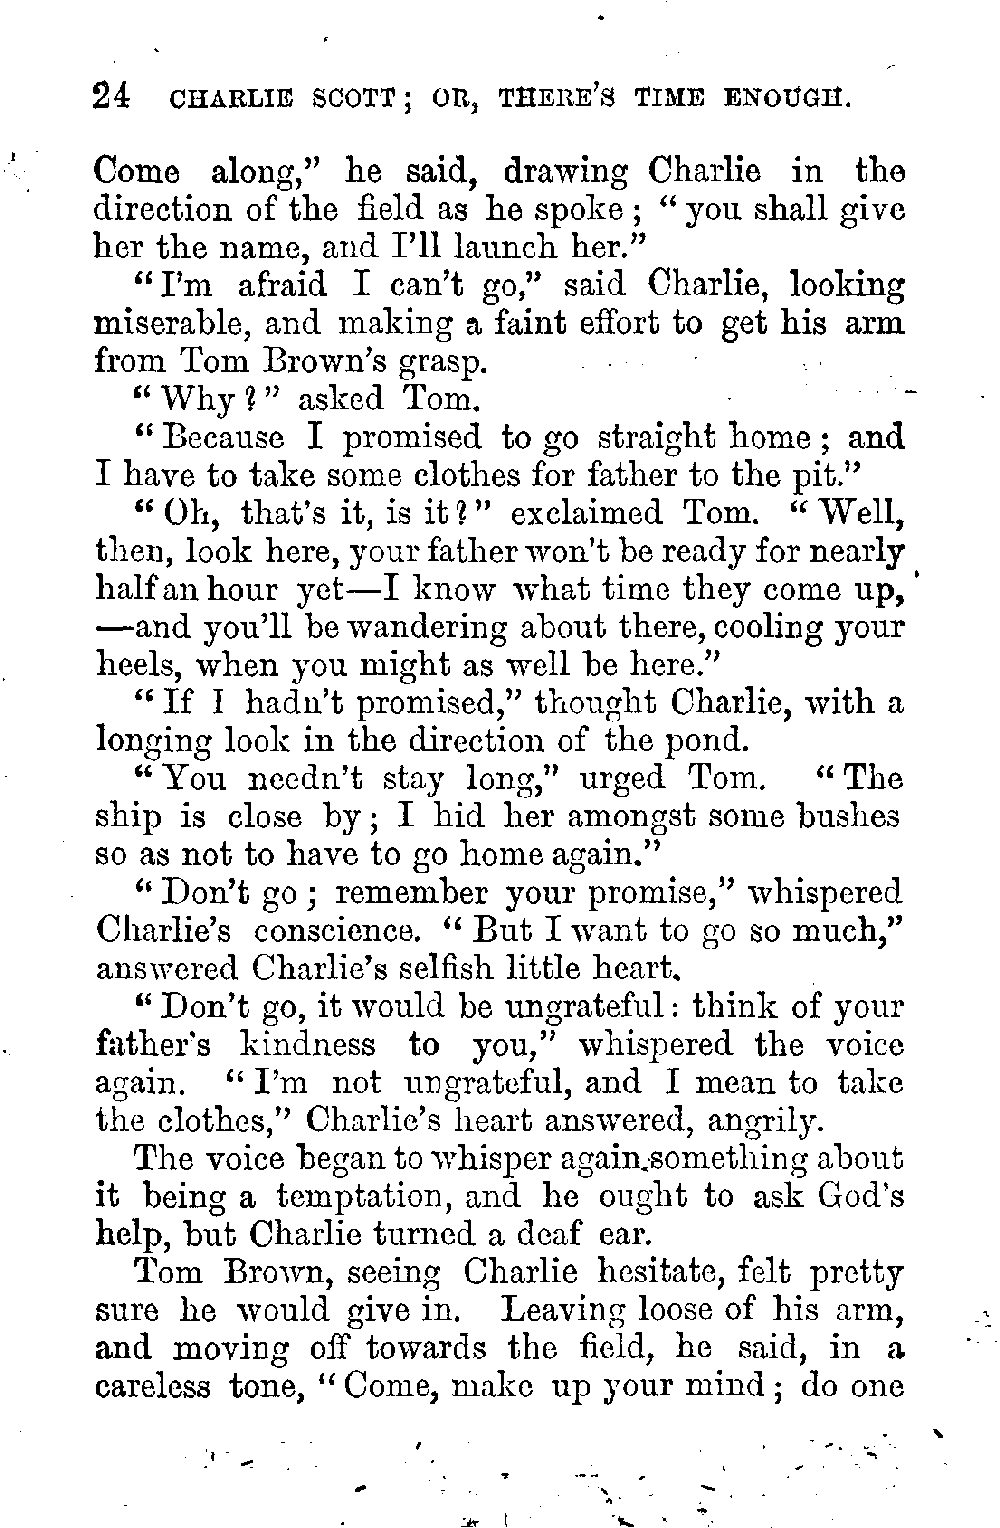 24 CHARLIE SCOTT; OR, THERE'S TIME ENOUGH.
Come along," he said, drawing Charlie in the
direction of the field as he spoke; "you shall give
her the name, and I'll launch her."
"I'm afraid I can't go," said Charlie, looking
miserable, and making a faint effort to get his arm
from Tom Brown's grasp.
"Why?" asked Tom.
"Because I promised to go straight home; and
I have to take some clothes for father to the pit."
"Oh, that's it, is it?" exclaimed Tom. "Well,
then, look here, your father won't be ready for nearly
half an hour yet—I know what time they come up,
—and you'll be wandering about there, cooling your
heels, when you might as well be here."
"If I hadn't promised," thought Charlie, with a
longing look in the direction of the pond.
"You needn't stay long," urged Tom. "The
ship is close by; I hid her amongst some bushes
so as not to have to go home again."
"Don't go; remember your promise," whispered
Charlie's conscience. "But I want to go so much,"
answered Charlie's selfish little heart.
"Don't go, it would be ungrateful: think of your
father's kindness to you," whispered the voice
again. "I'm not ungrateful, and I mean to take
the clothes," Charlie's heart answered, angrily.
The voice began to whisper again something about
it being a temptation, and he ought to ask God's
help, but Charlie turned a deaf ear.
Tom Brown, seeing Charlie hesitate, felt pretty
sure he would give in. Leaving loose of his arm,
and moving off towards the field, he said, in a
careless tone, "Come, make up your mind; do one